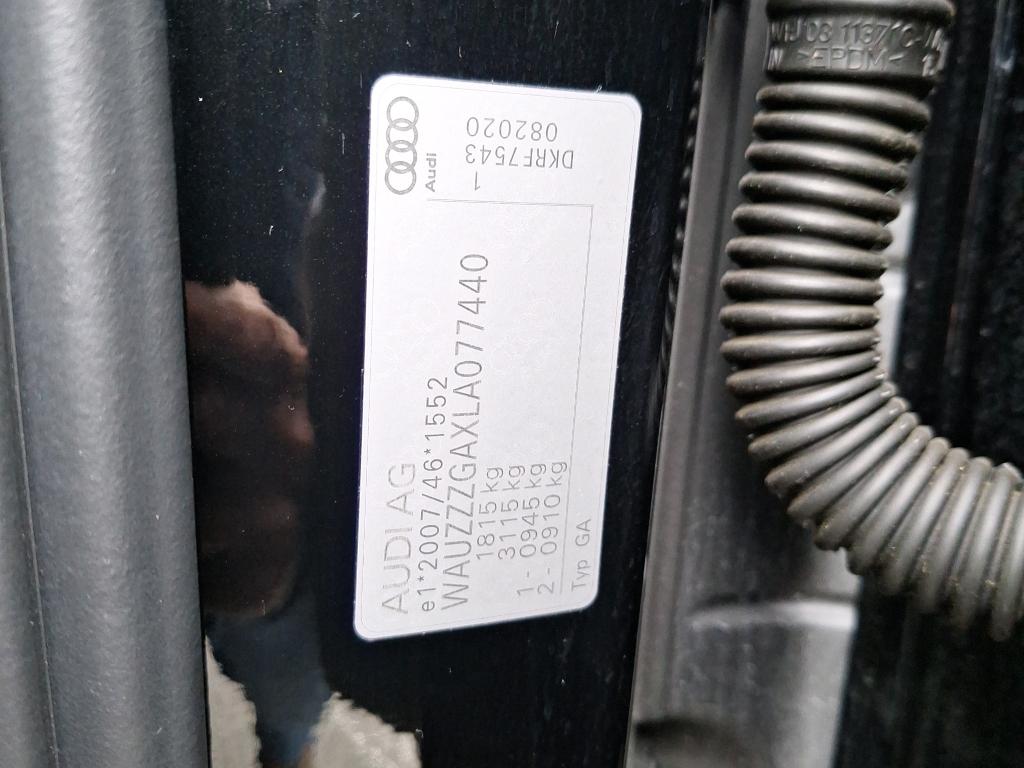 AUDI AG
e1*2007/46*1552
WAUZZZGAXLA077440
1815 kg
3115 kg
1 - 0945 kg
2 - 0910 kg
Typ GA
Audi
1
DKRF7543
082020
>EPDM<